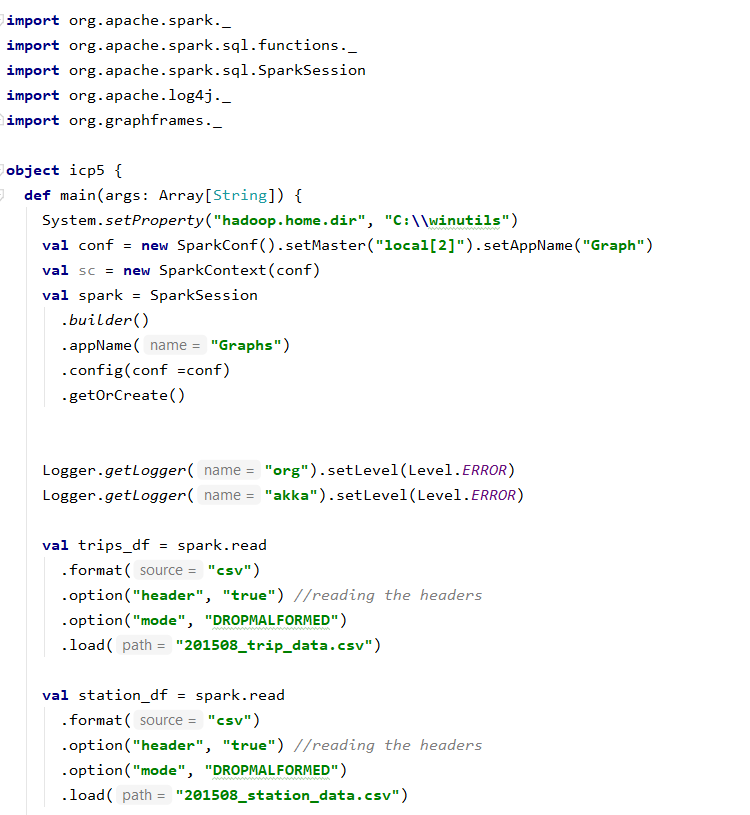 import org.apache.spark._
import org.apache.spark.sql.functions._
import org.apache.spark.sql.SparkSession
import org.apache.log4j._
import org.graphframes._
object icp5 {
def main(args: Array[String]) {
System.setProperty("hadoop.home.dir", "C:\\winutils")
val conf = new SparkConf().setMaster("local[2]").setAppName("Graph")
val sc = new SparkContext(conf)
val spark = SparkSession
.builder()
.appName( name = "Graphs")
.config(conf =conf)
.getOrCreate()
Logger.getLogger( name = "org").setLevel(Level.ERROR)
Logger.getLogger( name = "akka").setLevel(Level.ERROR)
val trips_df = spark.read
.format( source = "csv")
.option("header", "true") //reading the headers
.option("mode", "DROPMALFORMED")
.load( path = "201508_trip_data.csv")
val station_df = spark.read
.format( source = "csv")
.option("header", "true") //reading the headers
.option("mode", "DROPMALFORMED")
.load( path = "201508_station_data.csv")